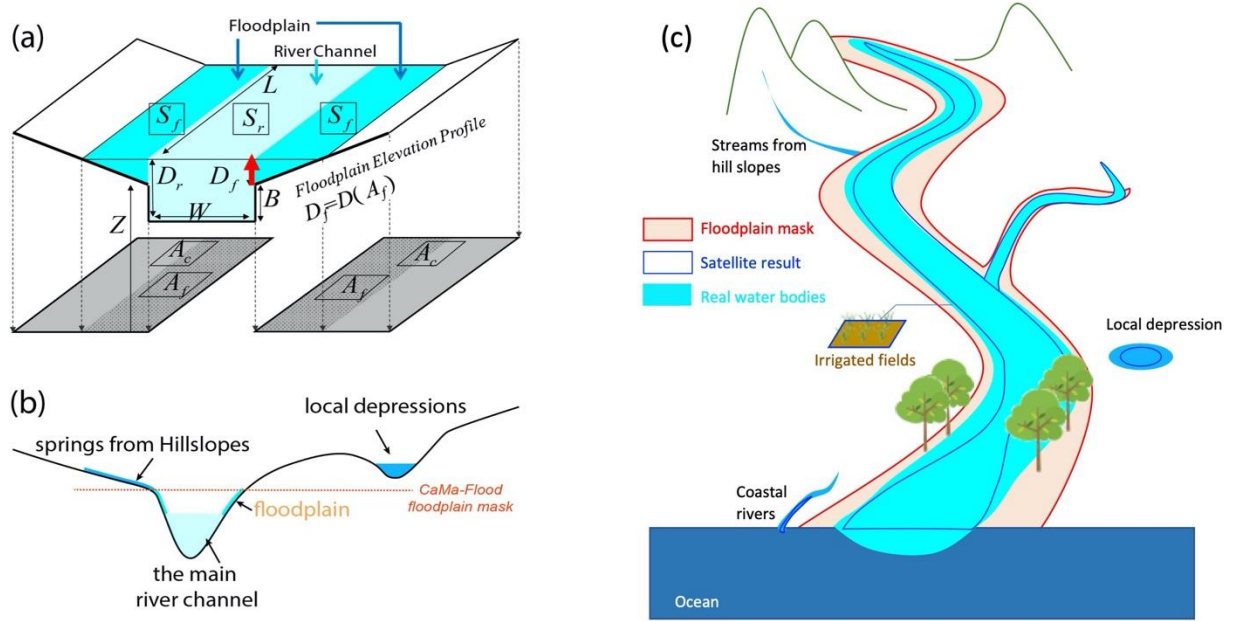 (a)
Floodplain
River Channel
L
S_f
S_r
S_f
D_r
D_f
B
W
Z
Floodplain Elevation Profile
D_f=D(A_f)
A_c
A_f
A_c
A_f
(b)
local depressions
springs from Hillslopes
CaMa-Flood
floodplain mask
floodplain
the main
river channel
(c)
Streams from
hill slopes
Floodplain mask
Satellite result
Real water bodies
Irrigated fields
Local depression
Coastal
rivers
Ocean